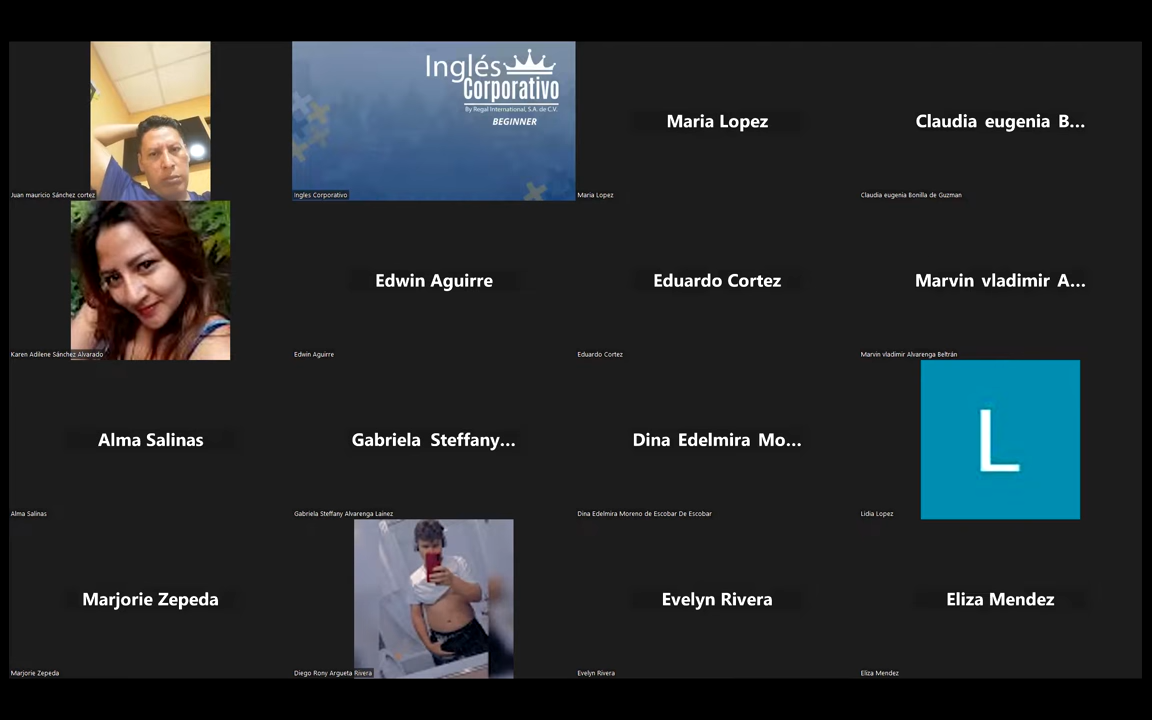 Inglés
Corporativo
By Regal International, S.A. de C.V.
BEGINNER
Maria Lopez
Claudia eugenia B...
Juan mauricio Sánchez cortez
Ingles Corporativo
Maria Lopez
Claudia eugenia Bonilla de Guzman
Edwin Aguirre
Eduardo Cortez
Marvin vladimir A...
Karen Adilene Sánchez Alvarado
Edwin Aguirre
Eduardo Cortez
Marvin vladimir Alvarenga Beltrán
Alma Salinas
Gabriela Steffany...
Dina Edelmira Mo...
L
Alma Salinas
Gabriela Steffany Alvarenga Lainez
Dina Edelmira Moreno de Escobar De Escobar
Lidia Lopez
Marjorie Zepeda
Evelyn Rivera
Eliza Mendez
Marjorie Zepeda
Diego Rony Argueta Rivera
Evelyn Rivera
Eliza Mendez